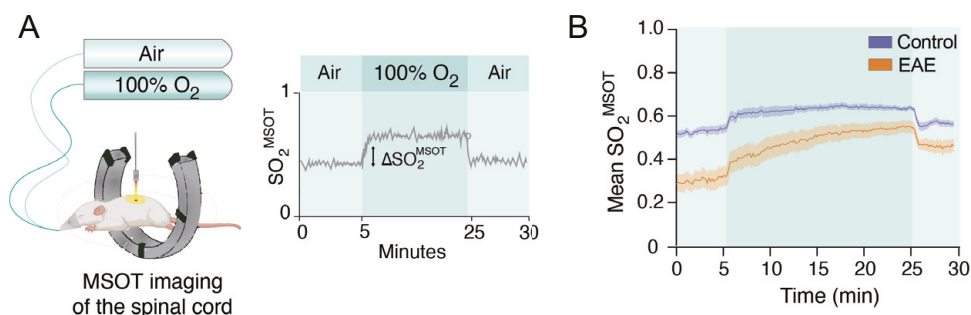 A
Air
100% O2
MSOT imaging
of the spinal cord
Air 100% O2 Air
SO2MSOT
1
0
ΔSO2MSOT
0 5 25 30
Minutes
B
Mean SO2MSOT
1.0
0.8
0.6
0.4
0.2
0
Control
EAE
0 5 10 15 20 25 30
Time (min)